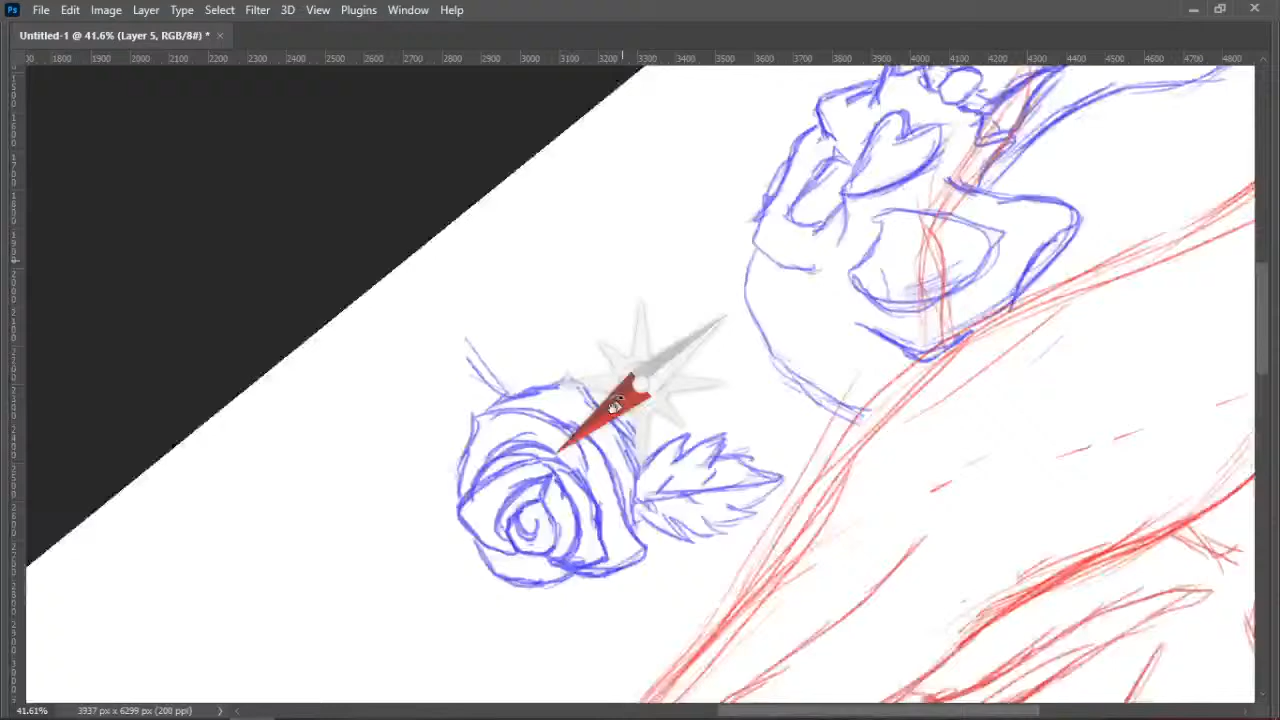 Ps File Edit Image Layer Type Select Filter 3D View Plugins Window Help
Untitled-1 @ 41.6% (Layer 5, RGB/8#) * ×
00 1800 1900 2000 2100 2200 2300 2400 2500 2600 2700 2800 2900 3000 3100 3200 3300 3400 3500 3600 3700 3800 3900 4000 4100 4200 4300 4400 4500 4600 4700 4800
41.61% 3937 px x 6299 px (200 ppi)